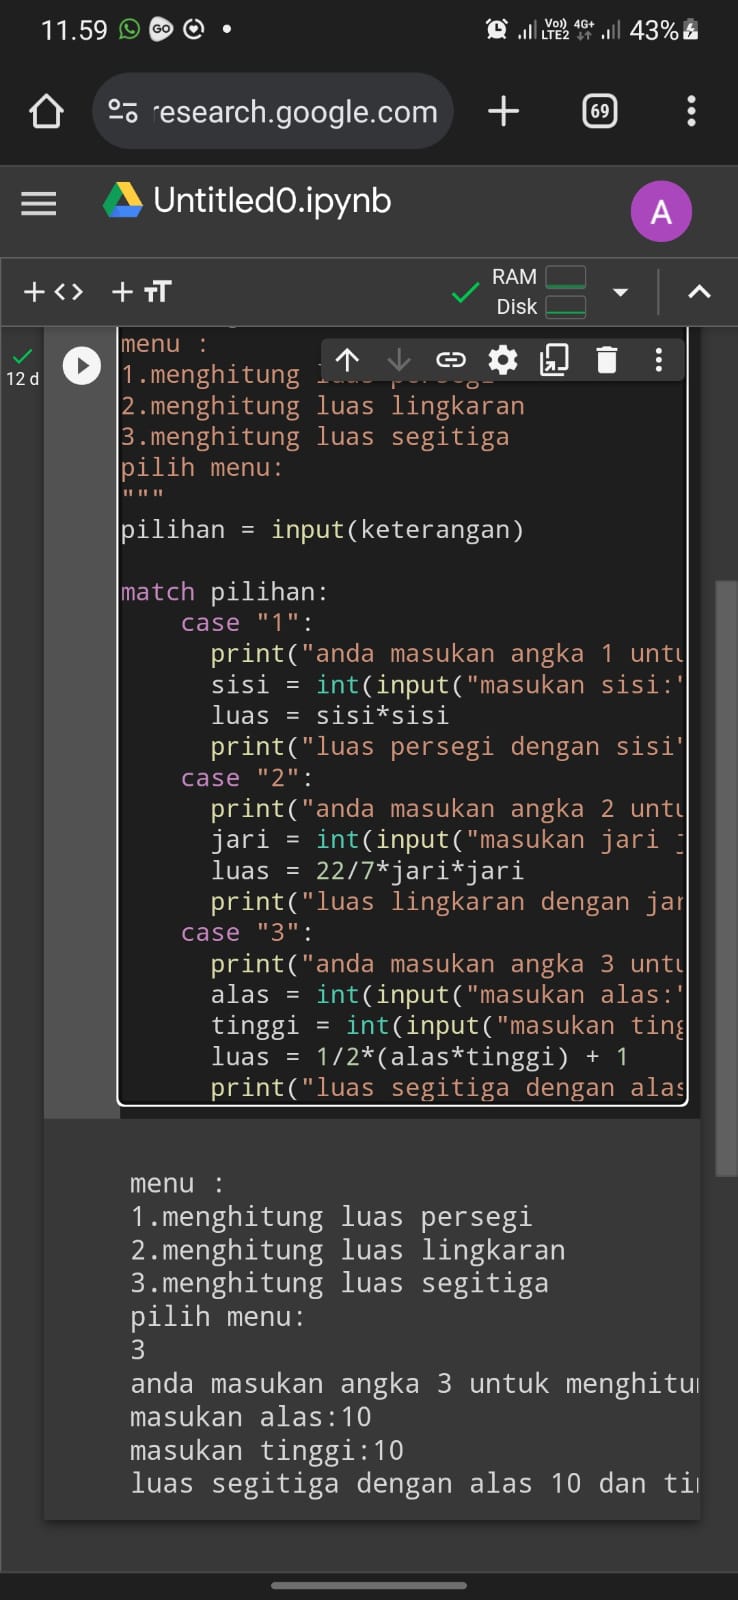 11.59 GO Vo)) LTE2 4G+ 43%
research.google.com + 69
Untitled0.ipynb A
+ <> + TT RAM
Disk
menu :
1.menghitung luas persegi
2.menghitung luas lingkaran
3.menghitung luas segitiga
pilih menu:
"""
12 d
pilihan = input(keterangan)
match pilihan:
case "1":
print("anda masukan angka 1 untu
sisi = int(input("masukan sisi:"
luas = sisi*sisi
print("luas persegi dengan sisi"
case "2":
print("anda masukan angka 2 untu
jari = int(input("masukan jari j
luas = 22/7*jari*jari
print("luas lingkaran dengan jar
case "3":
print("anda masukan angka 3 untu
alas = int(input("masukan alas:"
tinggi = int(input("masukan ting
luas = 1/2*(alas*tinggi) + 1
print("luas segitiga dengan alas
menu :
1.menghitung luas persegi
2.menghitung luas lingkaran
3.menghitung luas segitiga
pilih menu:
3
anda masukan angka 3 untuk menghitu
masukan alas:10
masukan tinggi:10
luas segitiga dengan alas 10 dan ti